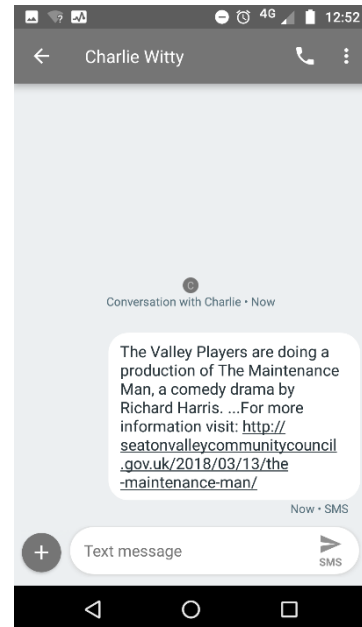 4G 12:52
Charlie Witty
C
Conversation with Charlie • Now
The Valley Players are doing a
production of The Maintenance
Man, a comedy drama by
Richard Harris. ...For more
information visit: http://
seatonvalleycommunitycouncil
.gov.uk/2018/03/13/the
-maintenance-man/
Now • SMS
Text message
SMS